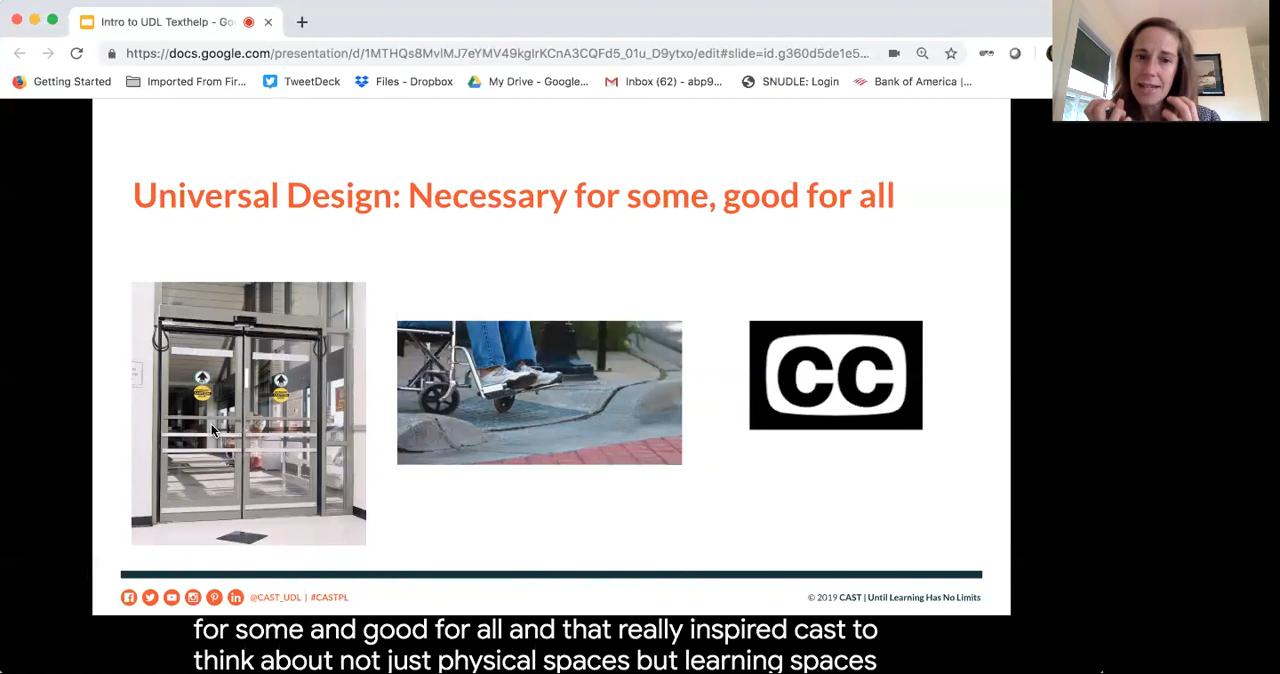 Intro to UDL Texthelp - Goo
https://docs.google.com/presentation/d/1MTHQs8MvlMJ7eYMV49kgIrKCnA3CQFd5_01u_D9ytxo/edit#slide=id.g360d5de1e5...
Getting Started
Imported From Fir...
TweetDeck
Files - Dropbox
My Drive - Google...
Inbox (62) - abp9...
SNUDLE: Login
Bank of America |...
Universal Design: Necessary for some, good for all
CC
@CAST_UDL | #CASTPL
© 2019 CAST | Until Learning Has No Limits
for some and good for all and that really inspired cast to
think about not just physical spaces but learning spaces